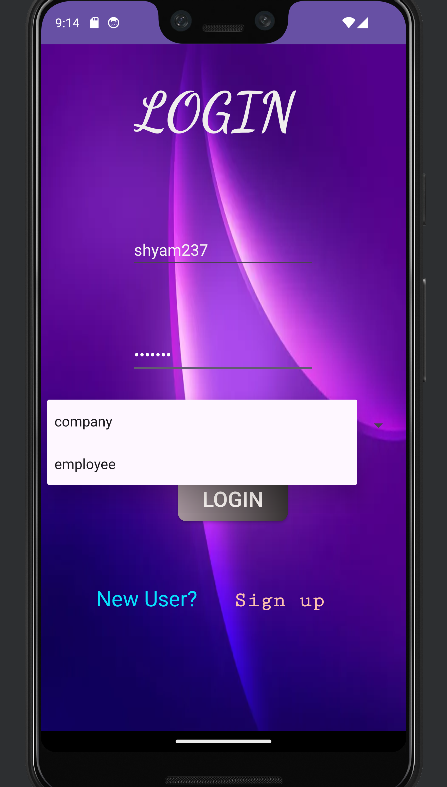 9:14
LOGIN
shyam237
•••••••
company
employee
LOGIN
New User? Sign up